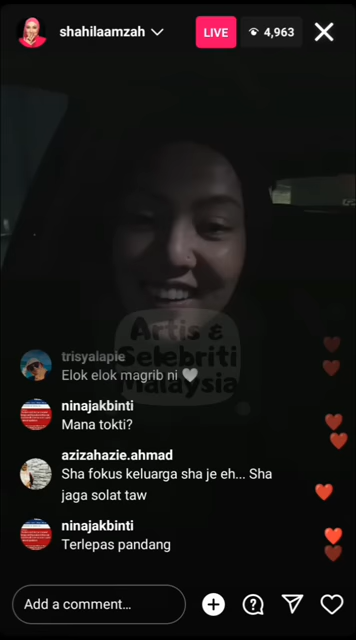 shahilaamzah
LIVE
4,963
Artis &
Selebriti
Malaysia
trisyalapie
Elok elok magrib ni 🤍
ninajakbinti
Mana tokti?
azizahazie.ahmad
Sha fokus keluarga sha je eh... Sha
jaga solat taw
ninajakbinti
Terlepas pandang
Add a comment...